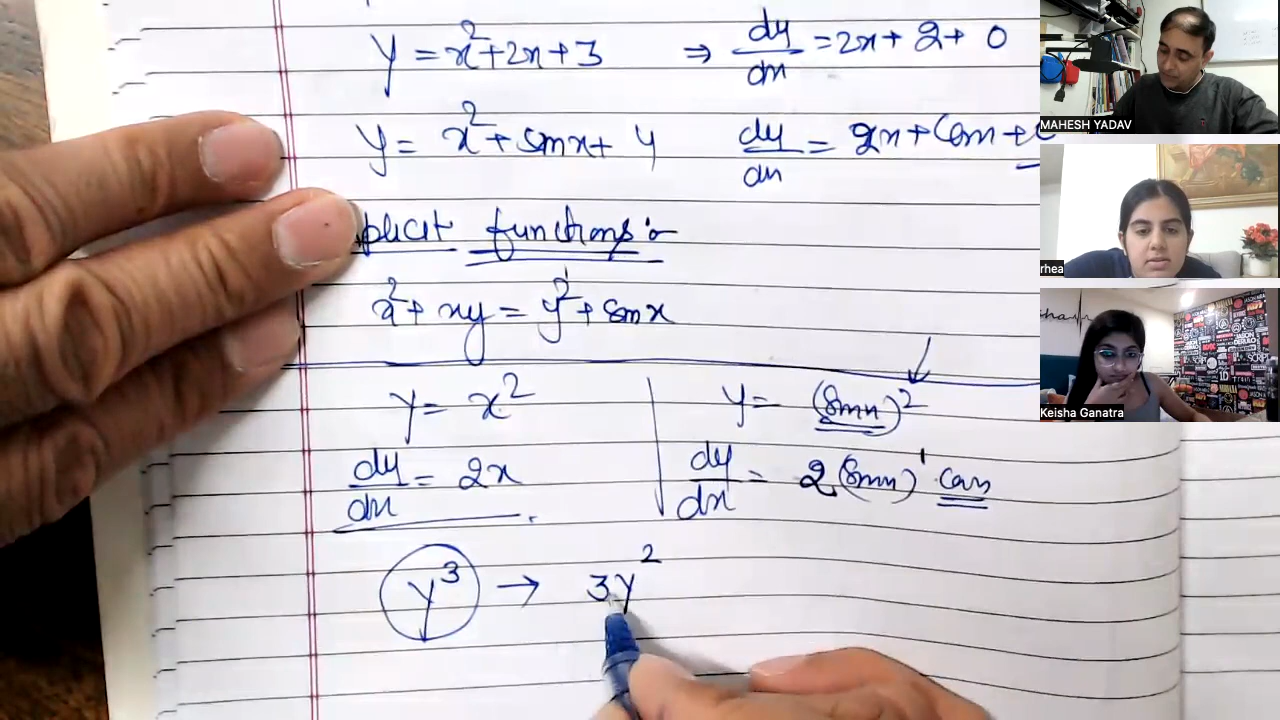 y = x²+2x+3 ⇒ dy/dx = 2x+2+0
y = x²+sinx+4 dy/dx = 2x+cosx+
plicit functions :-
x²+xy = y²+sinx
y = x² | y = (sinx)²
dy/dx = 2x | dy/dx = 2(sinx)¹ cosx
y³ → 3y²
MAHESH YADAV
rhea
Keisha Ganatra